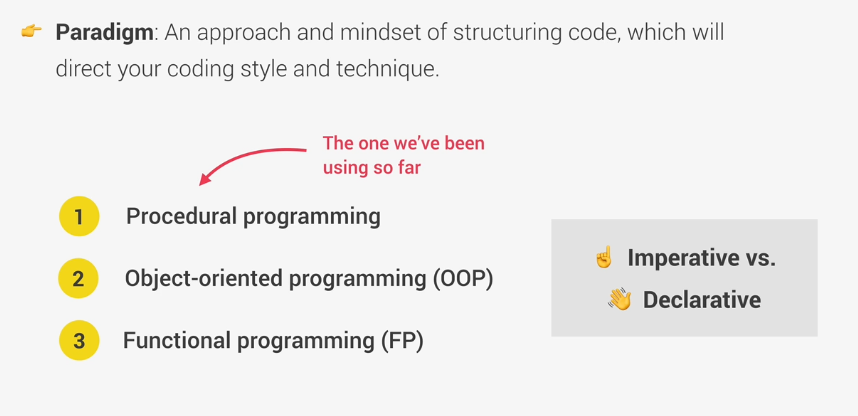 👉 Paradigm: An approach and mindset of structuring code, which will
direct your coding style and technique.
The one we’ve been
using so far
1 Procedural programming
2 Object-oriented programming (OOP)
3 Functional programming (FP)
☝ Imperative vs.
👋 Declarative